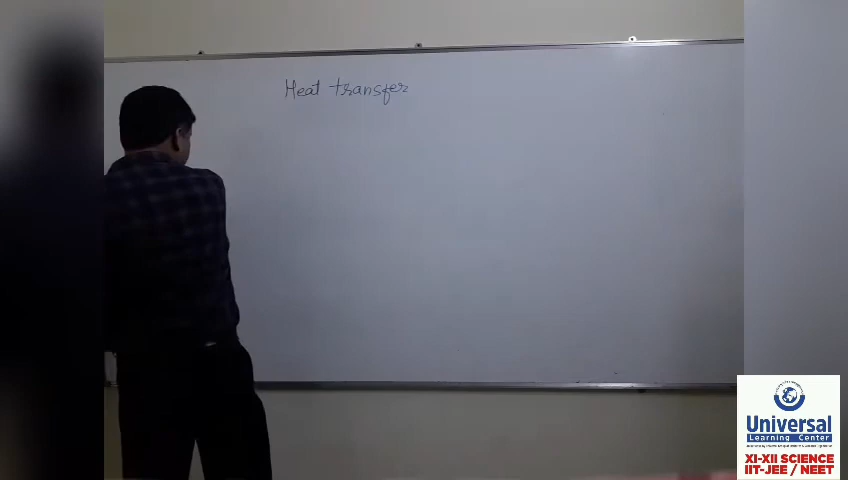 Heat transfer
Universal
Learning Center
XI-XII SCIENCE
IIT-JEE / NEET